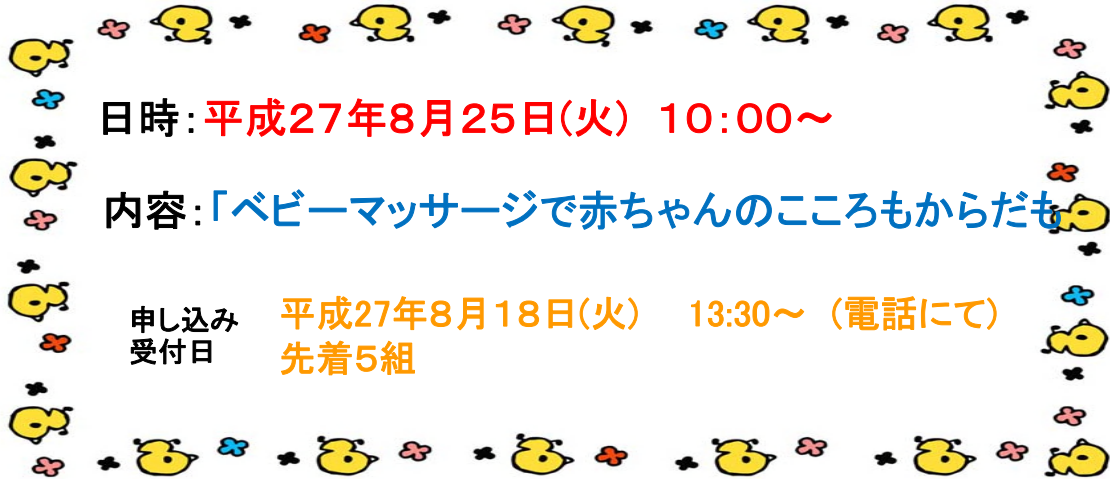 日時：平成２７年８月２５日(火)　１０：００～
内容：「ベビーマッサージで赤ちゃんのこころもからだも
申し込み　平成27年８月１８日(火)　13:30～　(電話にて)
受付日　先着５組